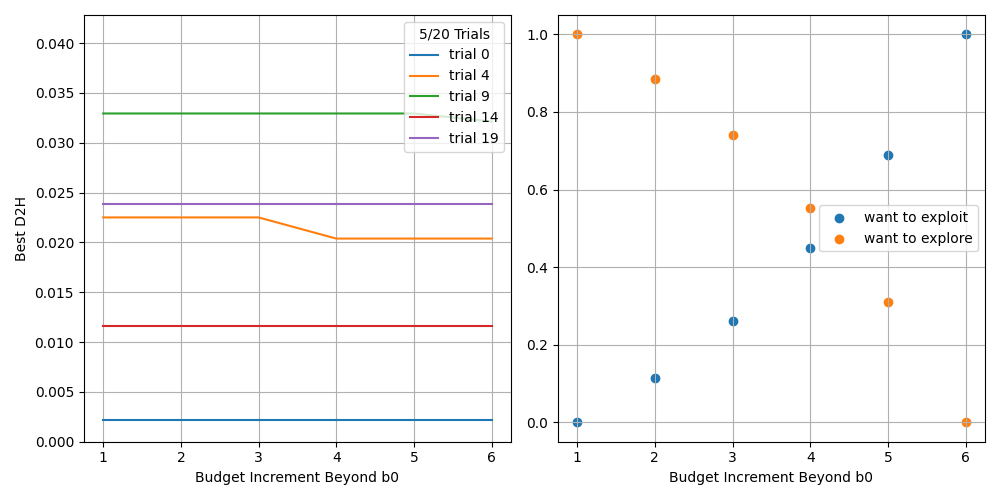 0.040
0.035
0.030
0.025
0.020
0.015
0.010
0.005
0.000
Best D2H
1 2 3 4 5 6
Budget Increment Beyond b0
5/20 Trials
trial 0
trial 4
trial 9
trial 14
trial 19
1.0
0.8
0.6
0.4
0.2
0.0
1 2 3 4 5 6
Budget Increment Beyond b0
want to exploit
want to explore